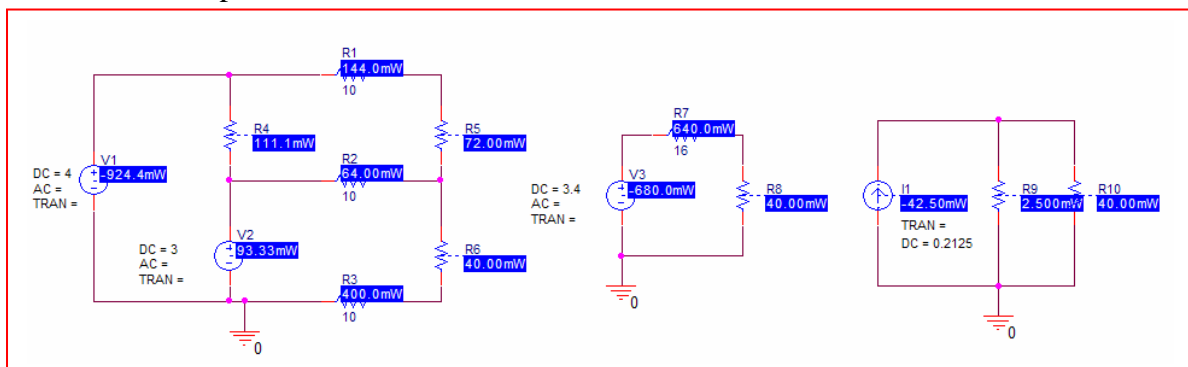 R1
144.0mW
10
R4
111.1mW
R5
72.00mW
V1
-924.4mW
DC = 4
AC =
TRAN =
R2
64.00mW
10
V2
93.33mW
DC = 3
AC =
TRAN =
R6
40.00mW
R3
400.0mW
10
0
R7
640.0mW
16
V3
-680.0mW
DC = 3.4
AC =
TRAN =
R8
40.00mW
0
I1
-42.50mW
TRAN =
DC = 0.2125
R9
2.500mW
R10
40.00mW
0